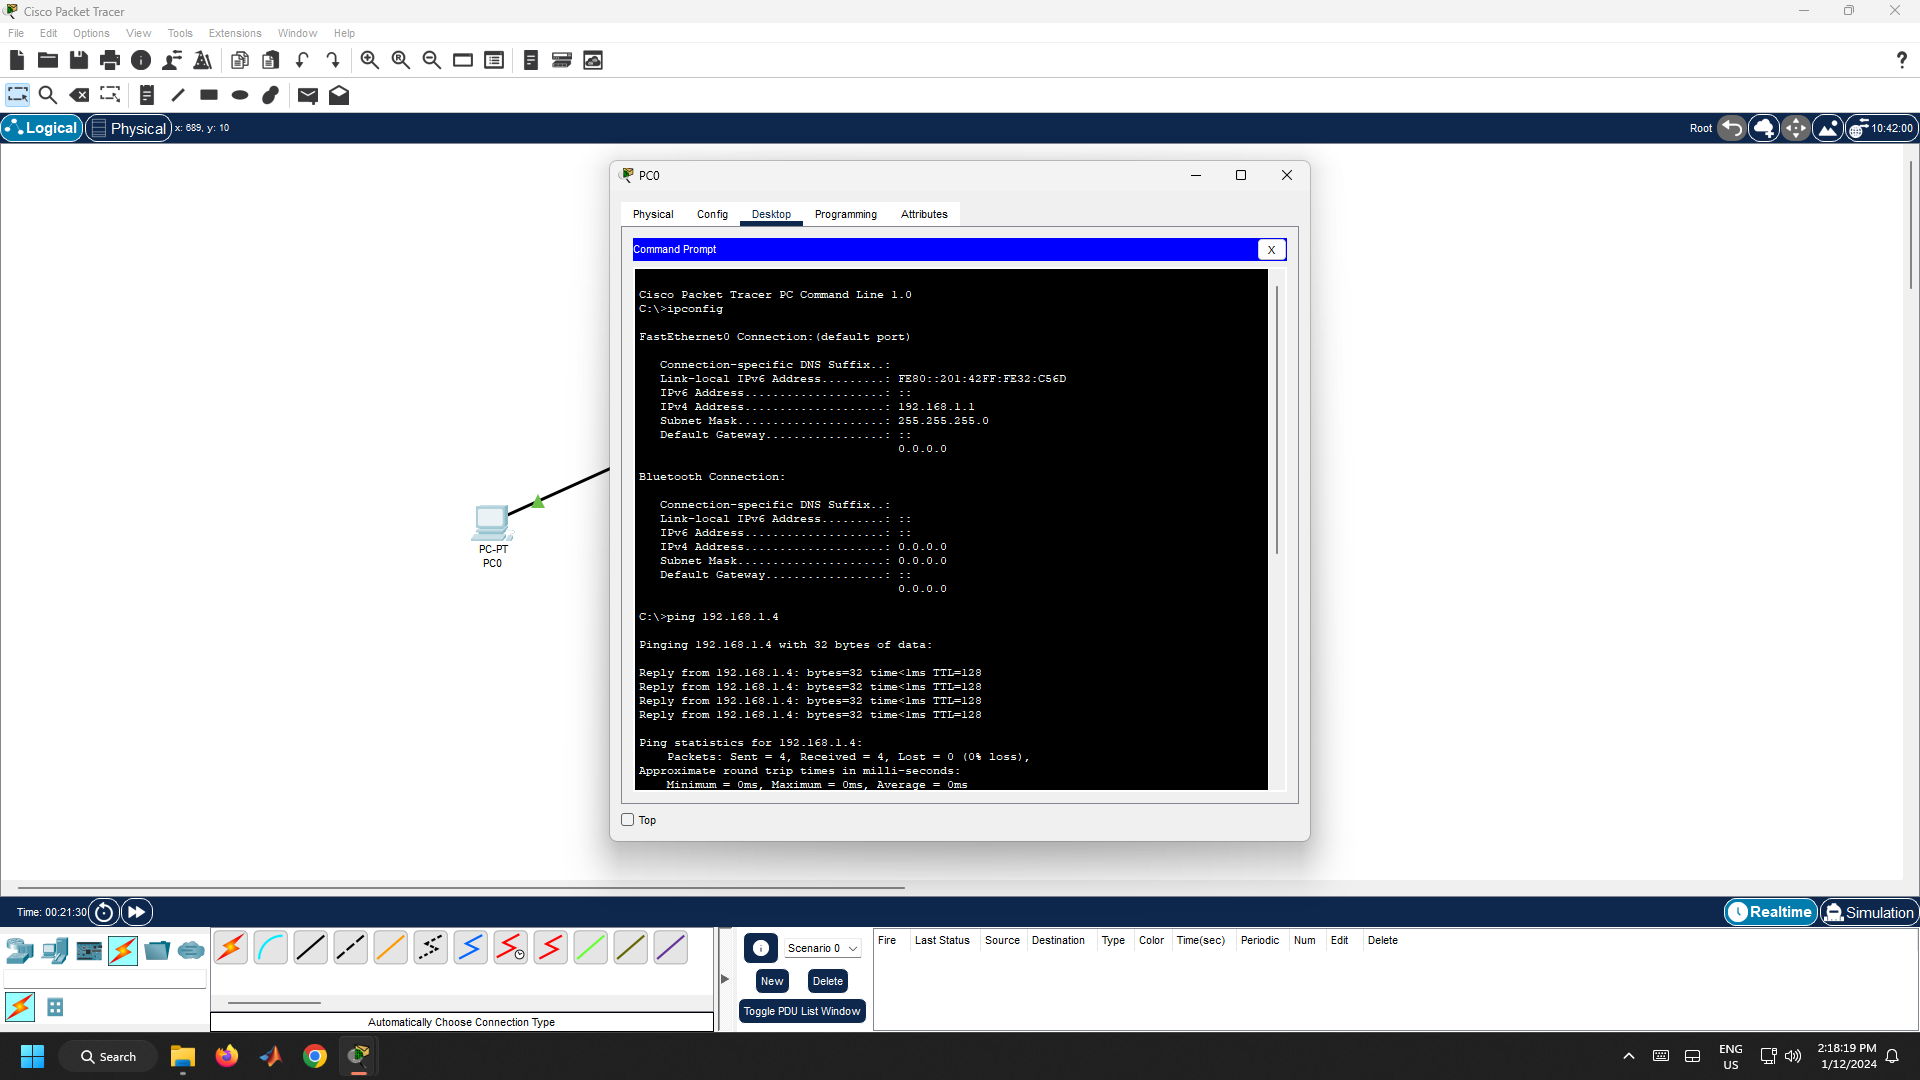 Cisco Packet Tracer
File Edit Options View Tools Extensions Window Help
Logical Physical x: 689, y: 10 Root 10:42:00
PC0
Physical Config Desktop Programming Attributes
Command Prompt X
Cisco Packet Tracer PC Command Line 1.0
C:\>ipconfig
FastEthernet0 Connection:(default port)
Connection-specific DNS Suffix..:
Link-local IPv6 Address.........: FE80::201:42FF:FE32:C56D
IPv6 Address....................: ::
IPv4 Address....................: 192.168.1.1
Subnet Mask.....................: 255.255.255.0
Default Gateway.................: ::
0.0.0.0
Bluetooth Connection:
Connection-specific DNS Suffix..:
Link-local IPv6 Address.........: ::
IPv6 Address....................: ::
IPv4 Address....................: 0.0.0.0
Subnet Mask.....................: 0.0.0.0
Default Gateway.................: ::
0.0.0.0
C:\>ping 192.168.1.4
Pinging 192.168.1.4 with 32 bytes of data:
Reply from 192.168.1.4: bytes=32 time<1ms TTL=128
Reply from 192.168.1.4: bytes=32 time<1ms TTL=128
Reply from 192.168.1.4: bytes=32 time<1ms TTL=128
Reply from 192.168.1.4: bytes=32 time<1ms TTL=128
Ping statistics for 192.168.1.4:
Packets: Sent = 4, Received = 4, Lost = 0 (0% loss),
Approximate round trip times in milli-seconds:
Minimum = 0ms, Maximum = 0ms, Average = 0ms
Top
PC-PT
PC0
Time: 00:21:30 Realtime Simulation
Scenario 0
New Delete
Toggle PDU List Window
Fire Last Status Source Destination Type Color Time(sec) Periodic Num Edit Delete
Automatically Choose Connection Type
Search
ENG
US
2:18:19 PM
1/12/2024